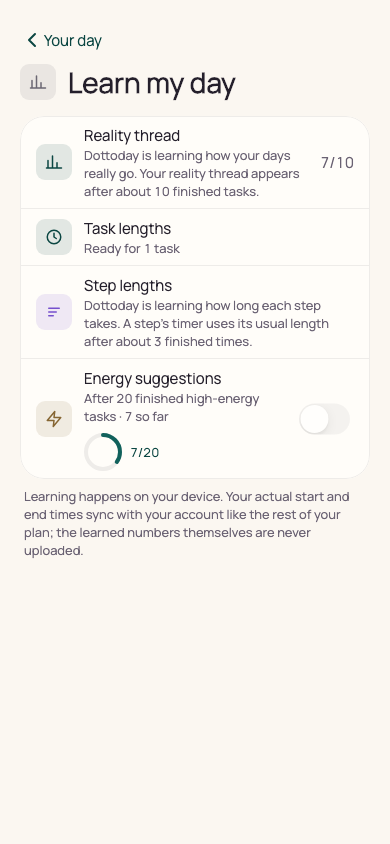 Your day
Learn my day
Reality thread
Dottoday is learning how your days
really go. Your reality thread appears
after about 10 finished tasks.
7/10
Task lengths
Ready for 1 task
Step lengths
Dottoday is learning how long each step
takes. A step's timer uses its usual length
after about 3 finished times.
Energy suggestions
After 20 finished high-energy
tasks · 7 so far
7/20
Learning happens on your device. Your actual start and
end times sync with your account like the rest of your
plan; the learned numbers themselves are never
uploaded.